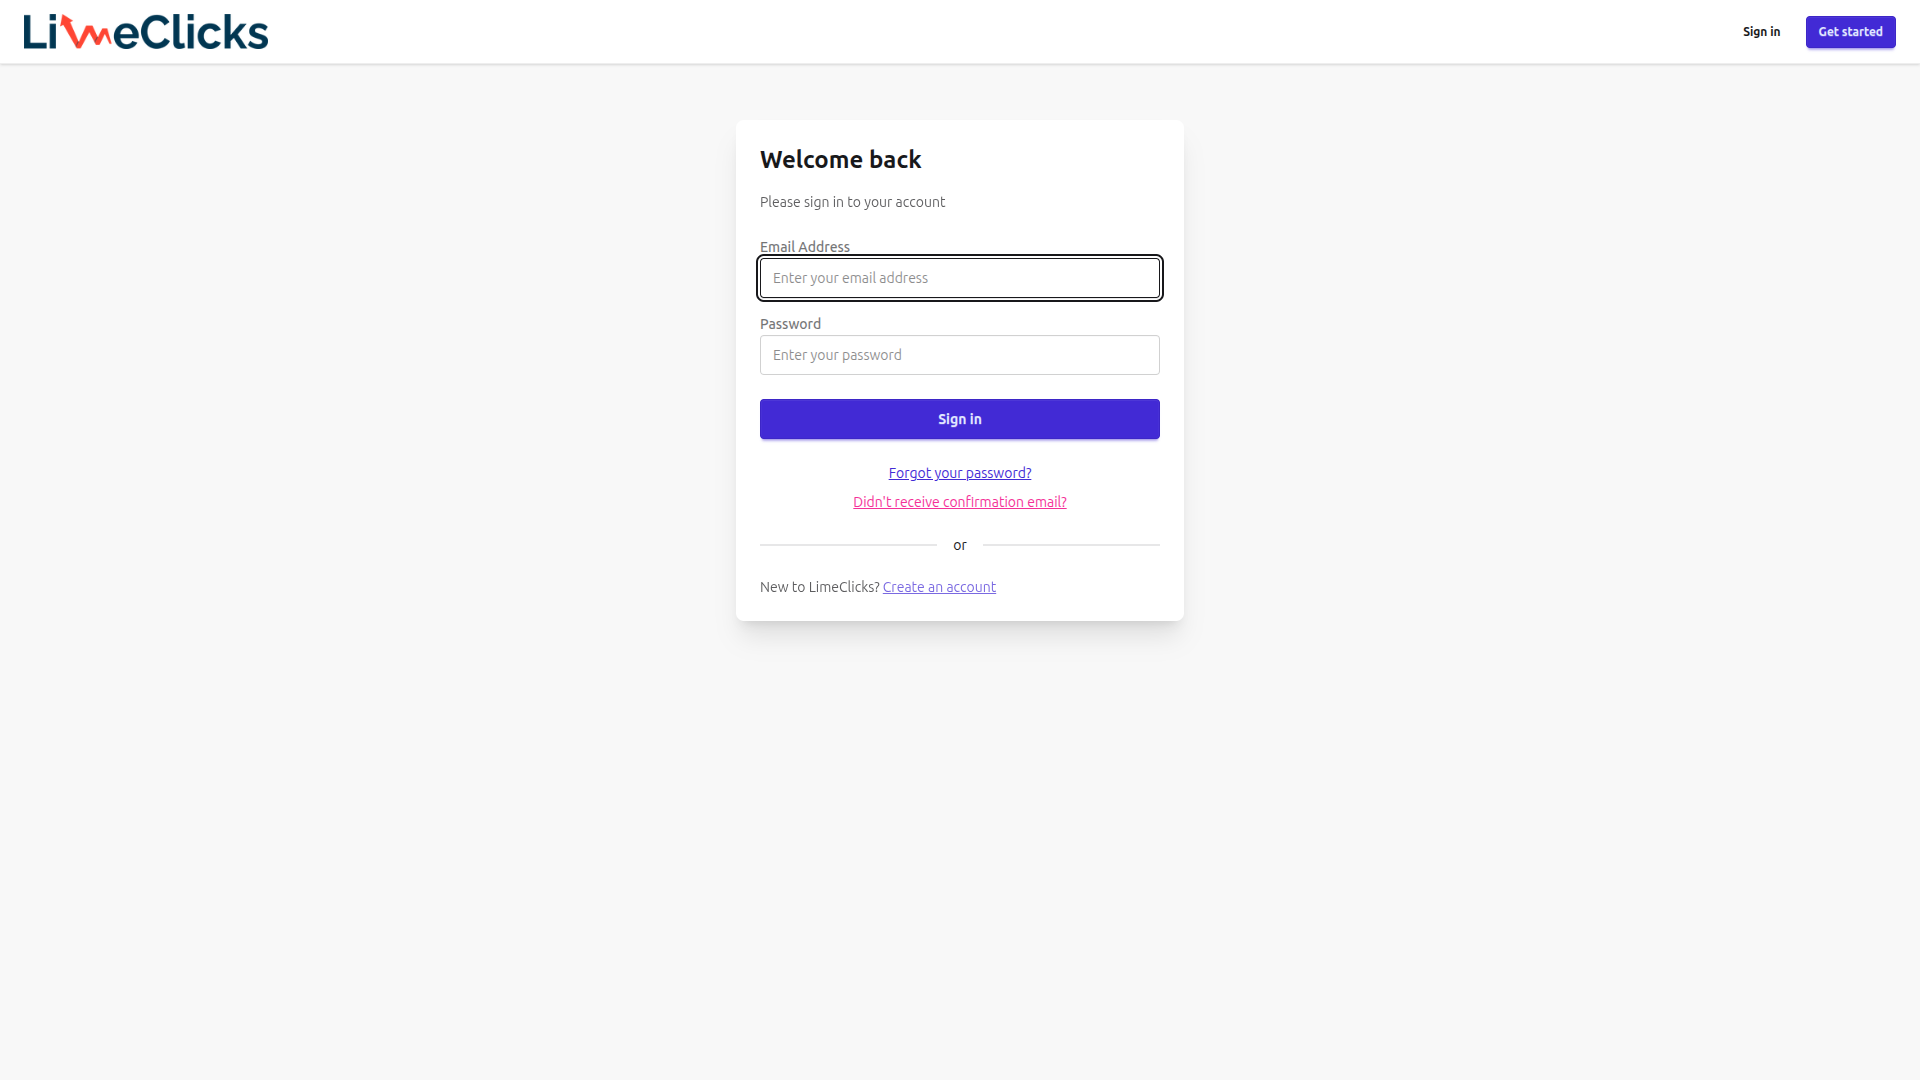 LimeClicks
Sign in
Get started
Welcome back
Please sign in to your account
Email Address
Enter your email address
Password
Enter your password
Sign in
Forgot your password?
Didn't receive confirmation email?
or
New to LimeClicks? Create an account